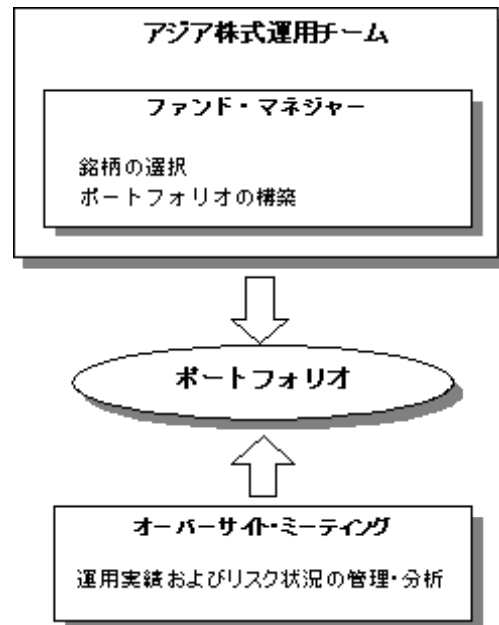 アジア株式運用チーム
ファンド・マネジャー
銘柄の選択
ポートフォリオの構築
ポートフォリオ
オーバーサイト・ミーティング
運用実績およびリスク状況の管理・分析